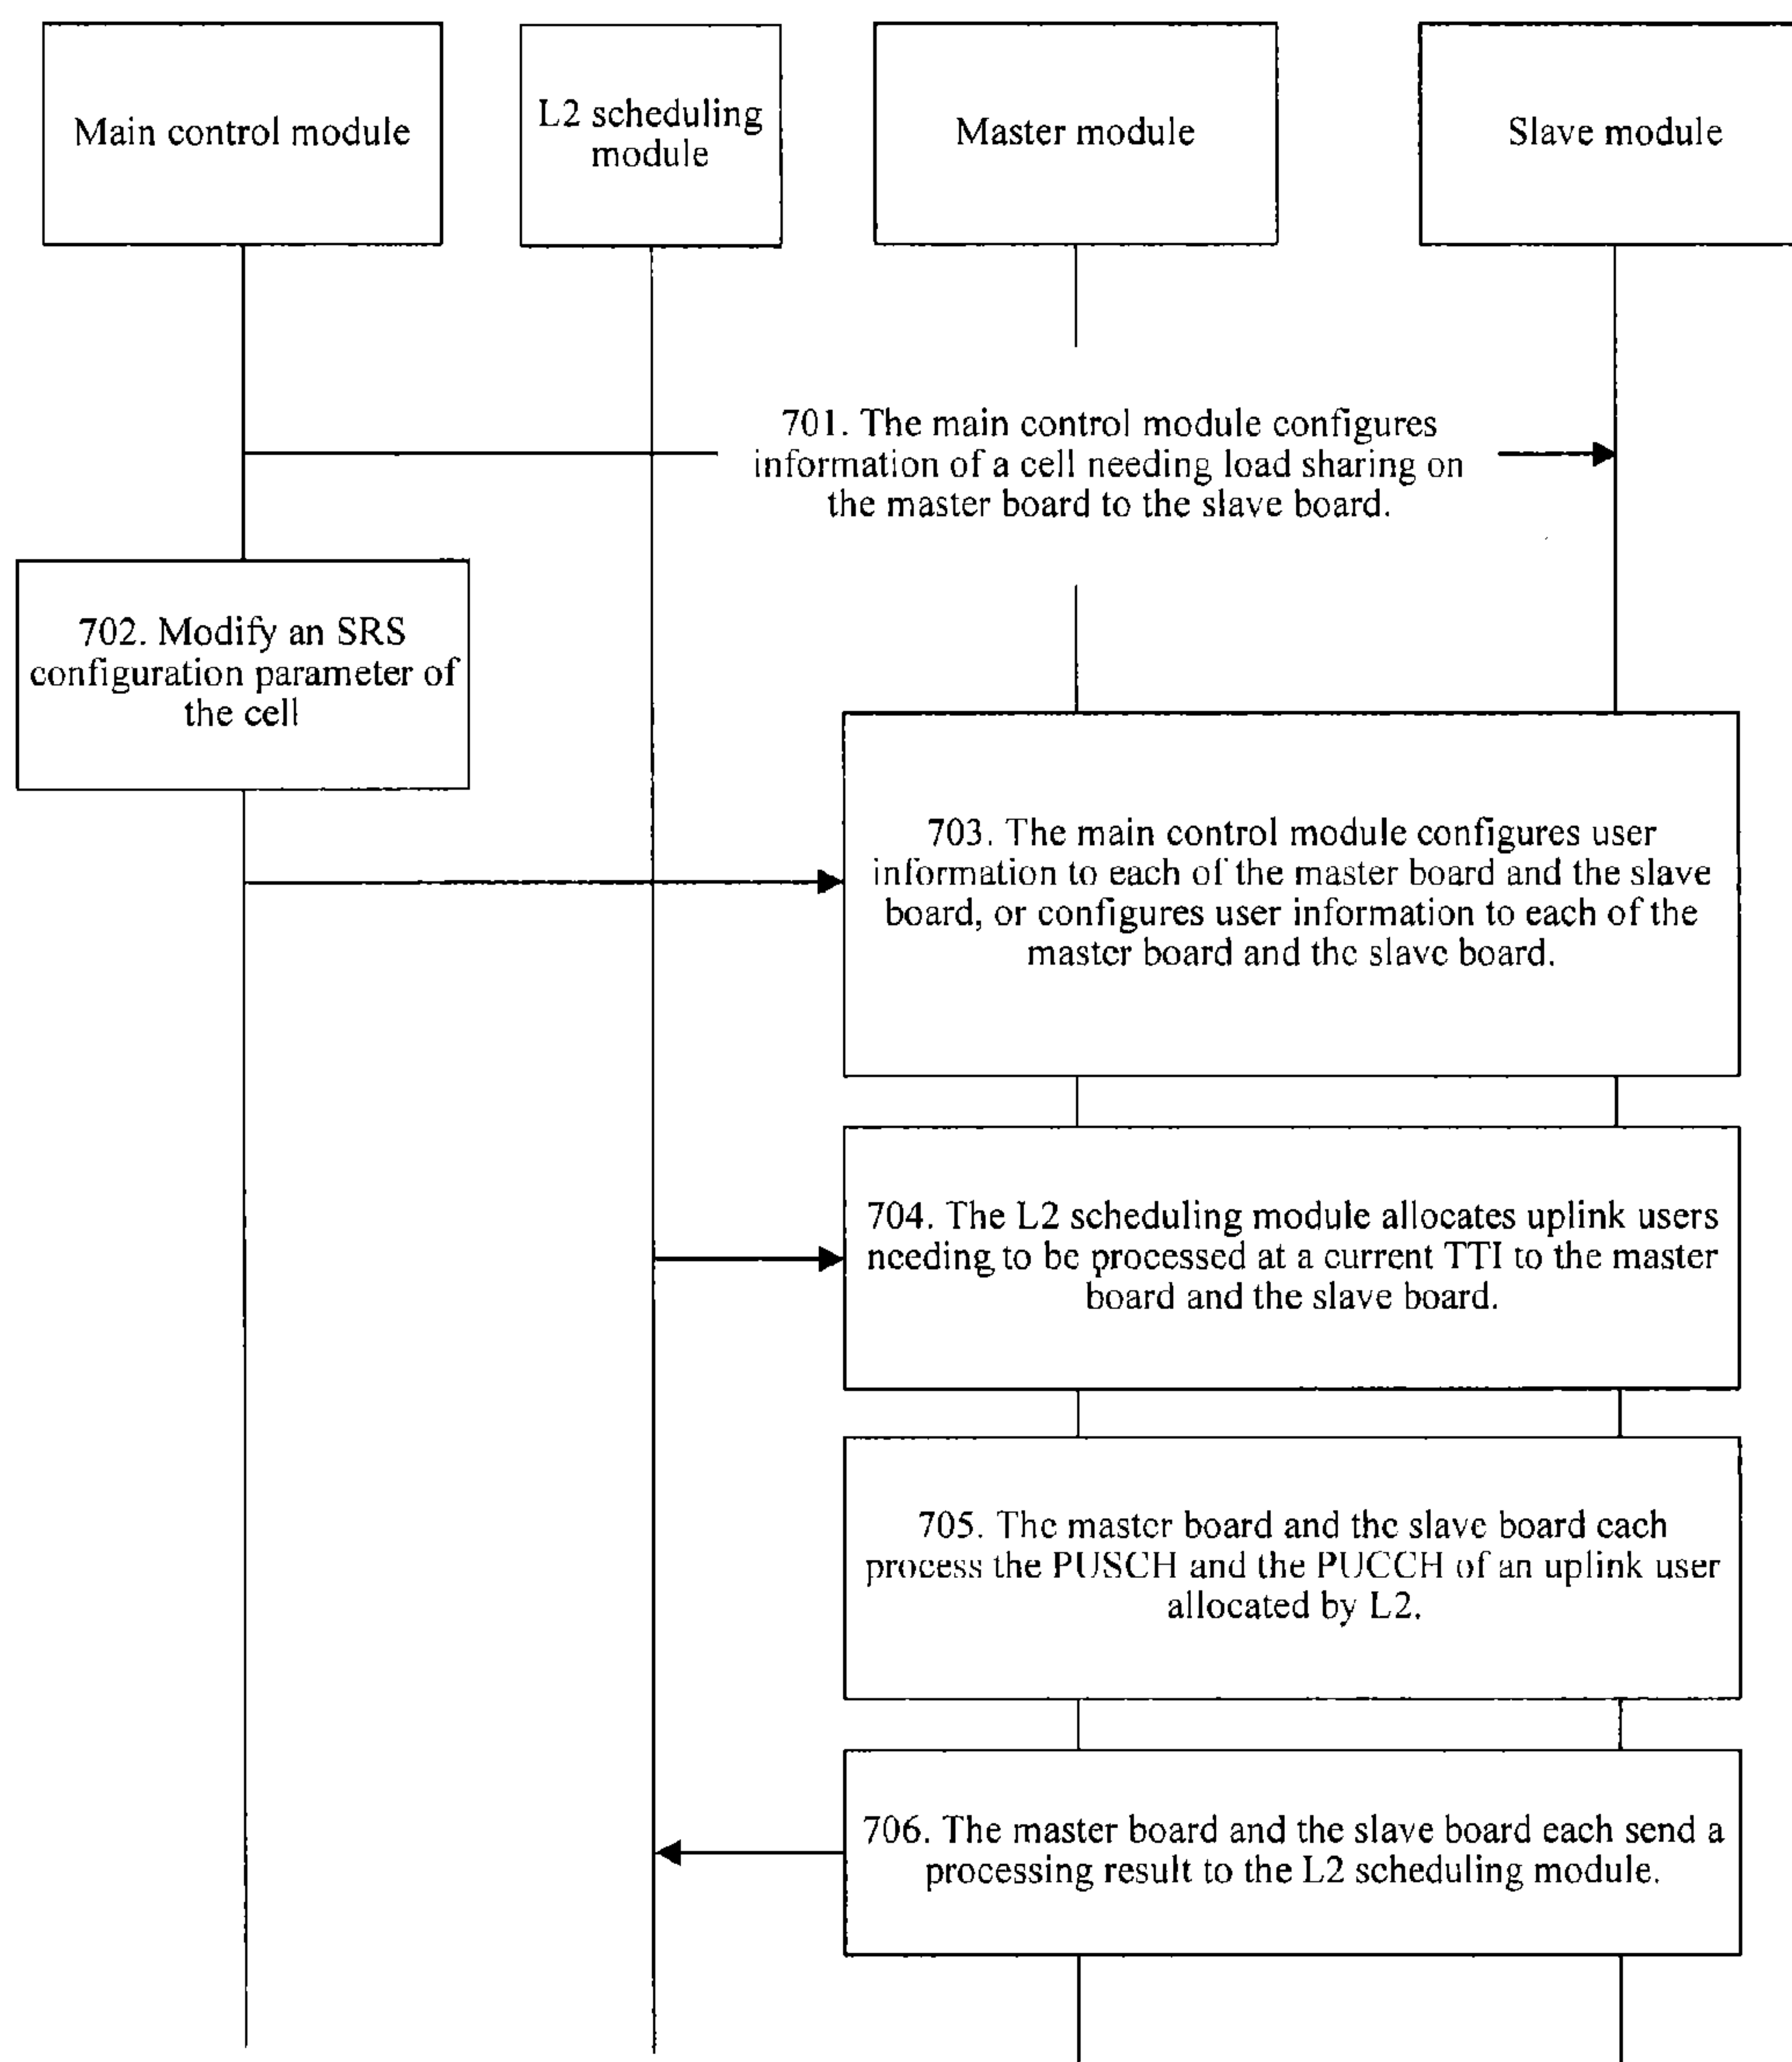 Main control module
L2 scheduling
module
Master module
Slave module
701. The main control module configures
information of a cell needing load sharing on
the master board to the slave board.
702. Modify an SRS
configuration parameter of
the cell
703. The main control module configures user
information to each of the master board and the slave
board, or configures user information to each of the
master board and the slave board.
704. The L2 scheduling module allocates uplink users
needing to be processed at a current TTI to the master
board and the slave board.
705. The master board and the slave board each
process the PUSCH and the PUCCH of an uplink user
allocated by L2.
706. The master board and the slave board each send a
processing result to the L2 scheduling module.